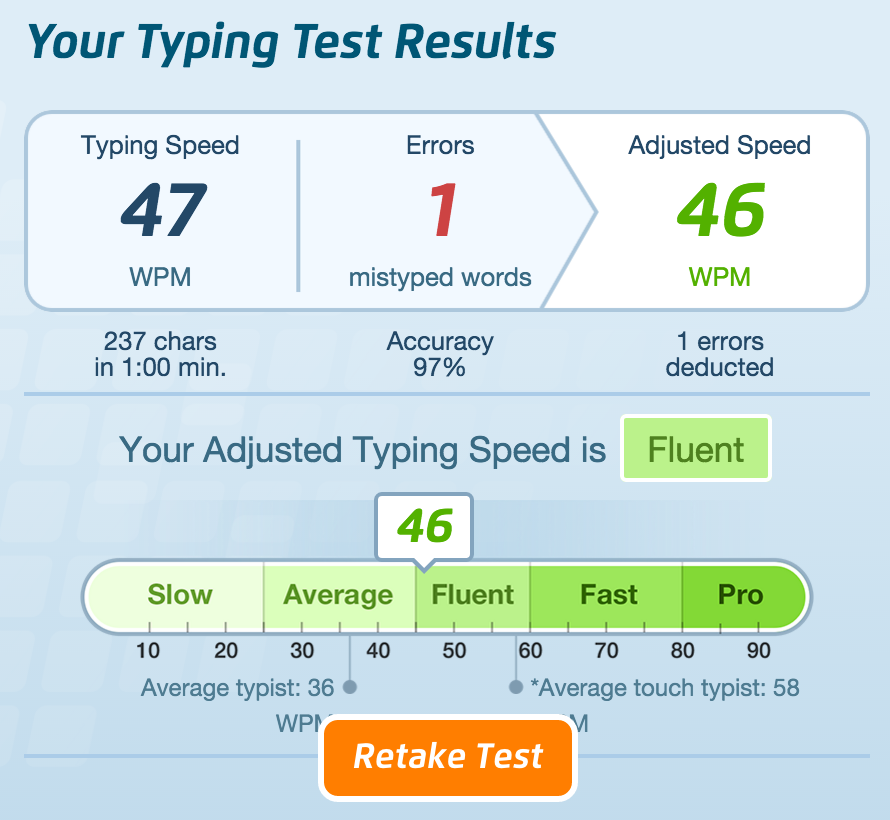 Your Typing Test Results
Typing Speed
Errors
Adjusted Speed
47
1
46
WPM
mistyped words
WPM
237 chars
in 1:00 min.
Accuracy
97%
1 errors
deducted
Your Adjusted Typing Speed is Fluent
46
Slow Average Fluent Fast Pro
10 20 30 40 50 60 70 80 90
Average typist: 36
*Average touch typist: 58
Retake Test